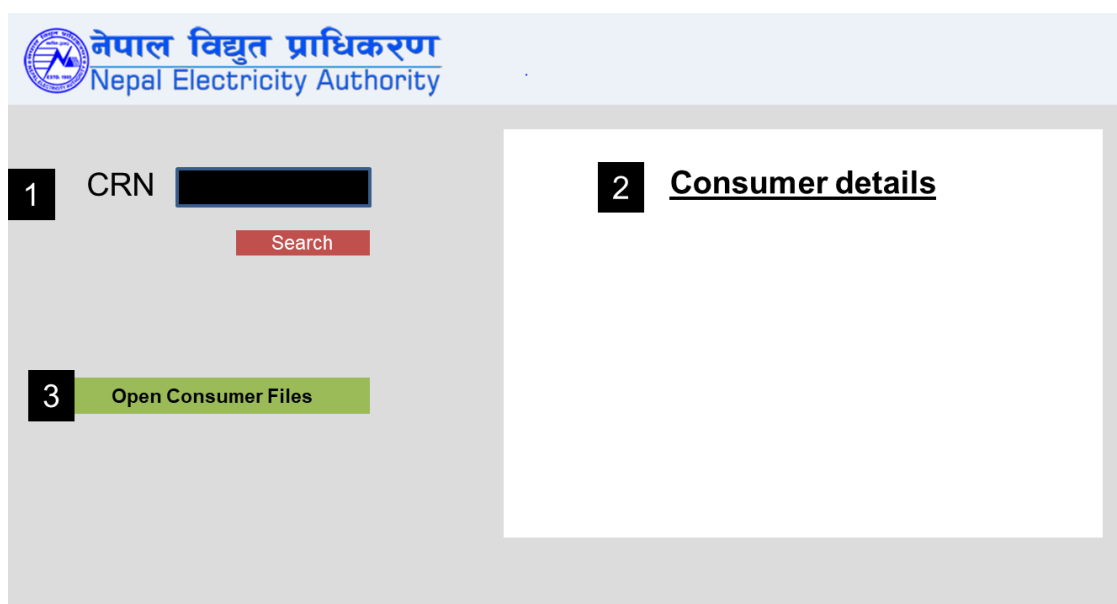 नेपाल विद्युत प्राधिकरण
Nepal Electricity Authority
1
CRN
Search
2
Consumer details
3
Open Consumer Files